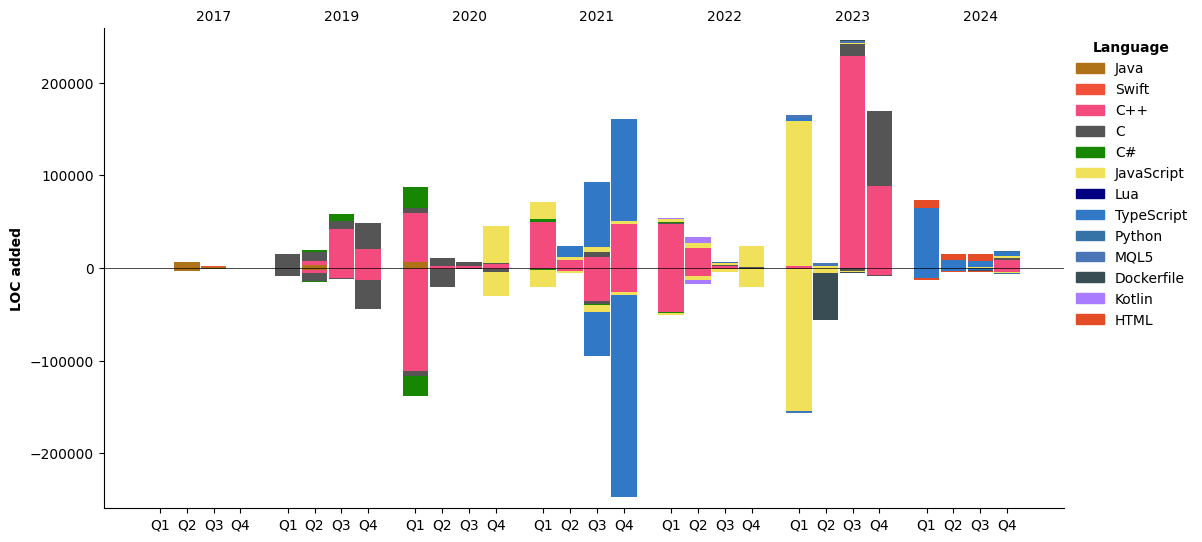 2017 2019 2020 2021 2022 2023 2024
LOC added
200000
100000
0
−100000
−200000
Q1 Q2 Q3 Q4 Q1 Q2 Q3 Q4 Q1 Q2 Q3 Q4 Q1 Q2 Q3 Q4 Q1 Q2 Q3 Q4 Q1 Q2 Q3 Q4 Q1 Q2 Q3 Q4
Language
Java
Swift
C++
C
C#
JavaScript
Lua
TypeScript
Python
MQL5
Dockerfile
Kotlin
HTML